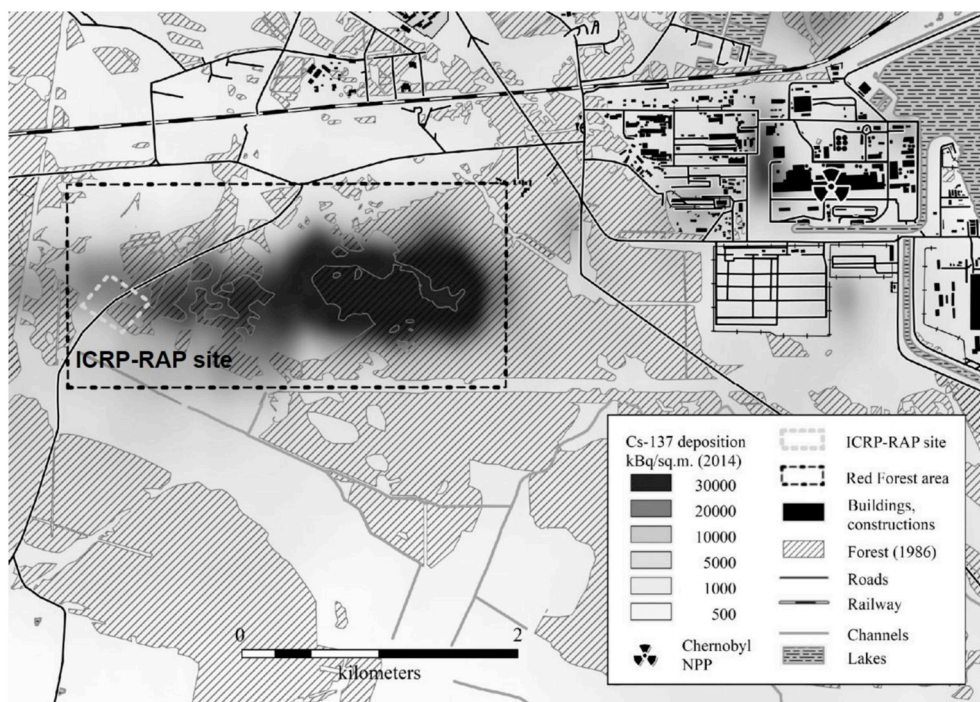 ICRP-RAP site
Cs-137 deposition
kBq/sq.m. (2014)
30000
20000
10000
5000
1000
500
Chernobyl
NPP
ICRP-RAP site
Red Forest area
Buildings,
constructions
Forest (1986)
Roads
Railway
Channels
Lakes
0
2
kilometers